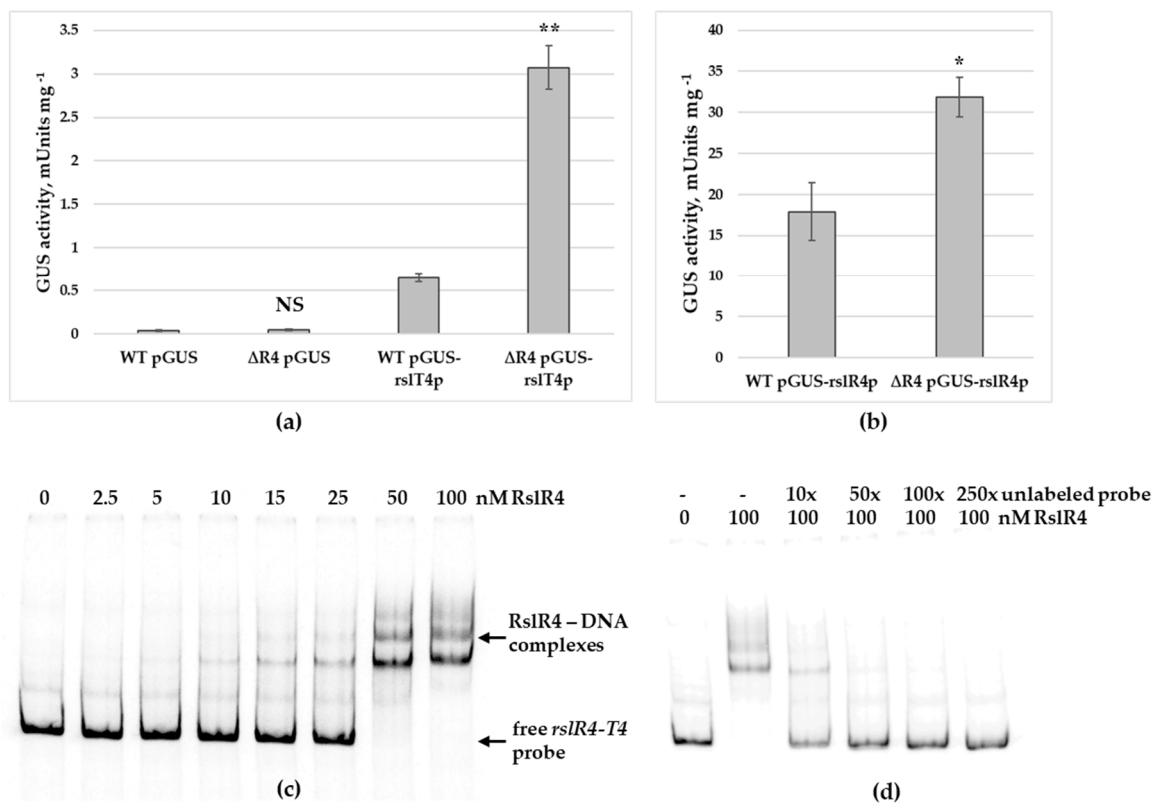 GUS activity, mUnits mg-1
3.5
3
2.5
2
1.5
1
0.5
0
NS
**
WT pGUS
ΔR4 pGUS
WT pGUS-
rslT4p
ΔR4 pGUS-
rslT4p
(a)
GUS activity, mUnits mg-1
40
35
30
25
20
15
10
5
0
*
WT pGUS-rslR4p
ΔR4 pGUS-rslR4p
(b)
0 2.5 5 10 15 25 50 100 nM RslR4
RslR4 – DNA
complexes
free rslR4-T4
probe
(c)
- - 10x 50x 100x 250x unlabeled probe
0 100 100 100 100 100 nM RslR4
(d)